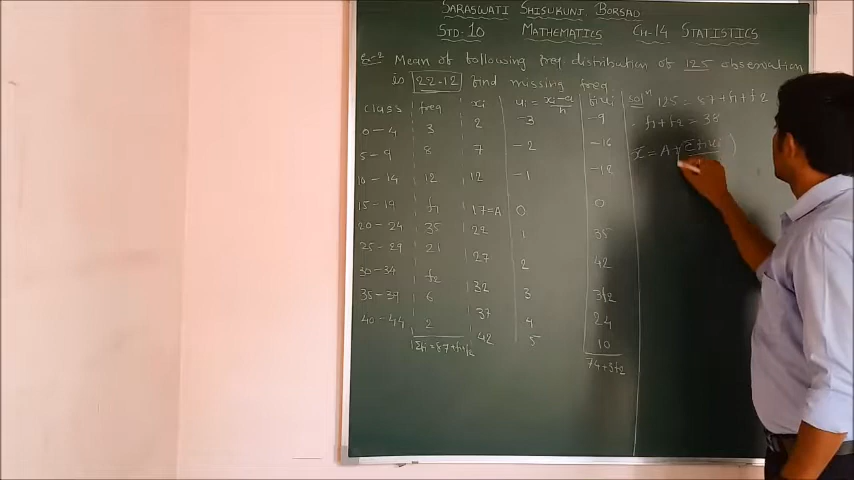 SARASWATI SHISUKUNJ BORSAD
STD-10 MATHEMATICS CH-14 STATISTICS
Ex-2 Mean of following freq distribution of 125 observation
is 22.12 find missing freq.
class freq xi ui = xi-a/h fiui
0-4 3 2 -3 -9
5-9 8 7 -2 -16
10-14 12 12 -1 -12
15-19 f1 17=A 0 0
20-24 35 22 1 35
25-29 21 27 2 42
30-34 f2 32 3 3f2
35-39 6 37 4 24
40-44 2 42 5 10
Σfi = 87+f1+f2 74+3f2
solⁿ 125 = 87+f1+f2
∴ f1+f2 = 38
x̄ = A + Σfiui